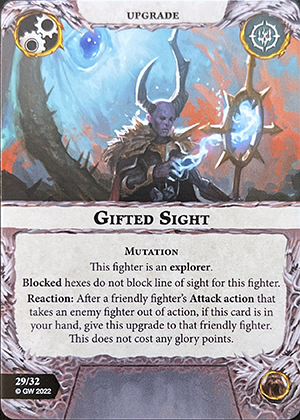 UPGRADE
GIFTED SIGHT
MUTATION
This fighter is an explorer.
Blocked hexes do not block line of sight for this fighter.
Reaction: After a friendly fighter's Attack action that
takes an enemy fighter out of action, if this card is in
your hand, give this upgrade to that friendly fighter.
This does not cost any glory points.
29/32
© GW 2022